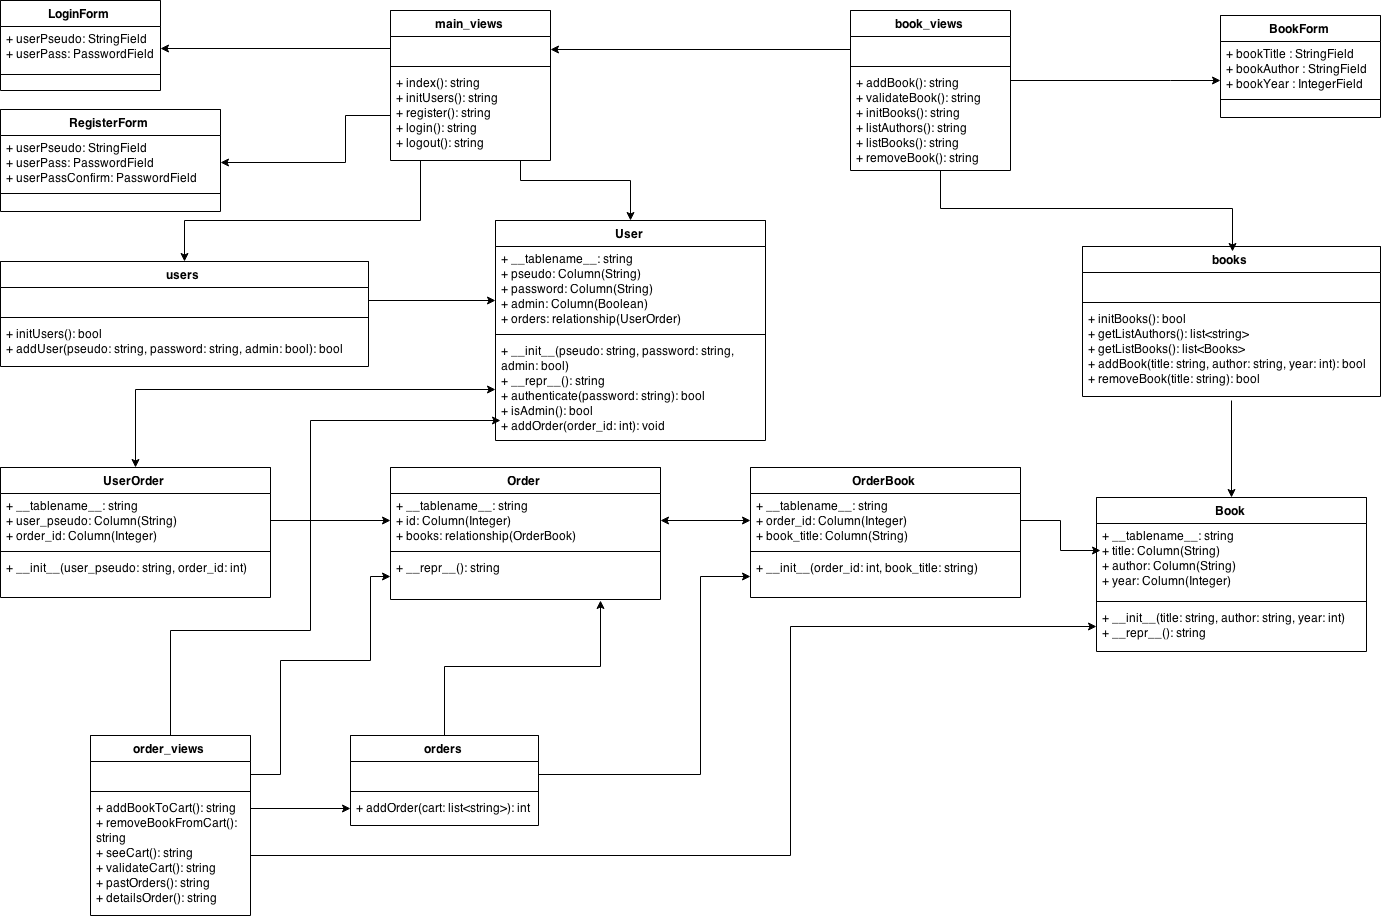 LoginForm
+ userPseudo: StringField
+ userPass: PasswordField
main_views
+ index(): string
+ initUsers(): string
+ register(): string
+ login(): string
+ logout(): string
book_views
+ addBook(): string
+ validateBook(): string
+ initBooks(): string
+ listAuthors(): string
+ listBooks(): string
+ removeBook(): string
BookForm
+ bookTitle : StringField
+ bookAuthor : StringField
+ bookYear : IntegerField
RegisterForm
+ userPseudo: StringField
+ userPass: PasswordField
+ userPassConfirm: PasswordField
users
+ initUsers(): bool
+ addUser(pseudo: string, password: string, admin: bool): bool
User
+ __tablename__: string
+ pseudo: Column(String)
+ password: Column(String)
+ admin: Column(Boolean)
+ orders: relationship(UserOrder)
+ __init__(pseudo: string, password: string,
admin: bool)
+ __repr__(): string
+ authenticate(password: string): bool
+ isAdmin(): bool
+ addOrder(order_id: int): void
books
+ initBooks(): bool
+ getListAuthors(): list<string>
+ getListBooks(): list<Books>
+ addBook(title: string, author: string, year: int): bool
+ removeBook(title: string): bool
UserOrder
+ __tablename__: string
+ user_pseudo: Column(String)
+ order_id: Column(Integer)
+ __init__(user_pseudo: string, order_id: int)
Order
+ __tablename__: string
+ id: Column(Integer)
+ books: relationship(OrderBook)
+ __repr__(): string
OrderBook
+ __tablename__: string
+ order_id: Column(Integer)
+ book_title: Column(String)
+ __init__(order_id: int, book_title: string)
Book
+ __tablename__: string
+ title: Column(String)
+ author: Column(String)
+ year: Column(Integer)
+ __init__(title: string, author: string, year: int)
+ __repr__(): string
order_views
+ addBookToCart(): string
+ removeBookFromCart():
string
+ seeCart(): string
+ validateCart(): string
+ pastOrders(): string
+ detailsOrder(): string
orders
+ addOrder(cart: list<string>): int